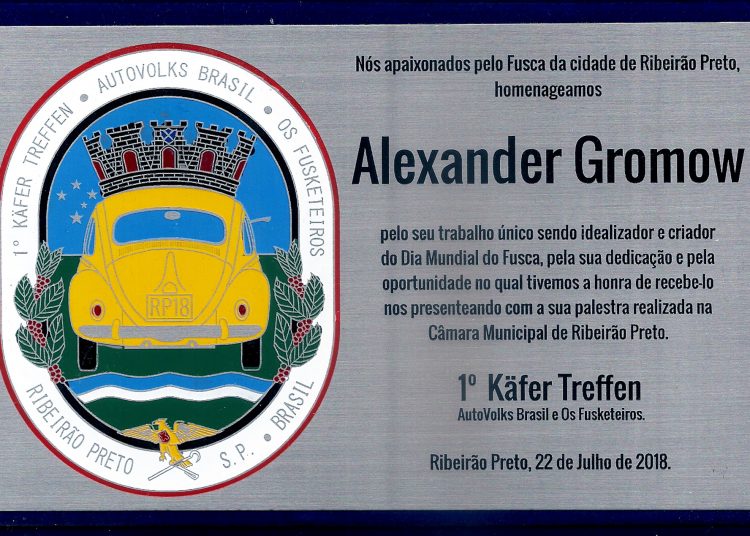 1º KÄFER TREFFEN • AUTOVOLKS BRASIL • OS FUSKETEIROS
RP18
RIBEIRÃO PRETO S.P. • BRASIL
Nós apaixonados pelo Fusca da cidade de Ribeirão Preto,
homenageamos
Alexander Gromow
pelo seu trabalho único sendo idealizador e criador
do Dia Mundial do Fusca, pela sua dedicação e pela
oportunidade no qual tivemos a honra de recebe-lo
nos presenteando com a sua palestra realizada na
Câmara Municipal de Ribeirão Preto.
1º Käfer Treffen
AutoVolks Brasil e Os Fusketeiros.
Ribeirão Preto, 22 de Julho de 2018.